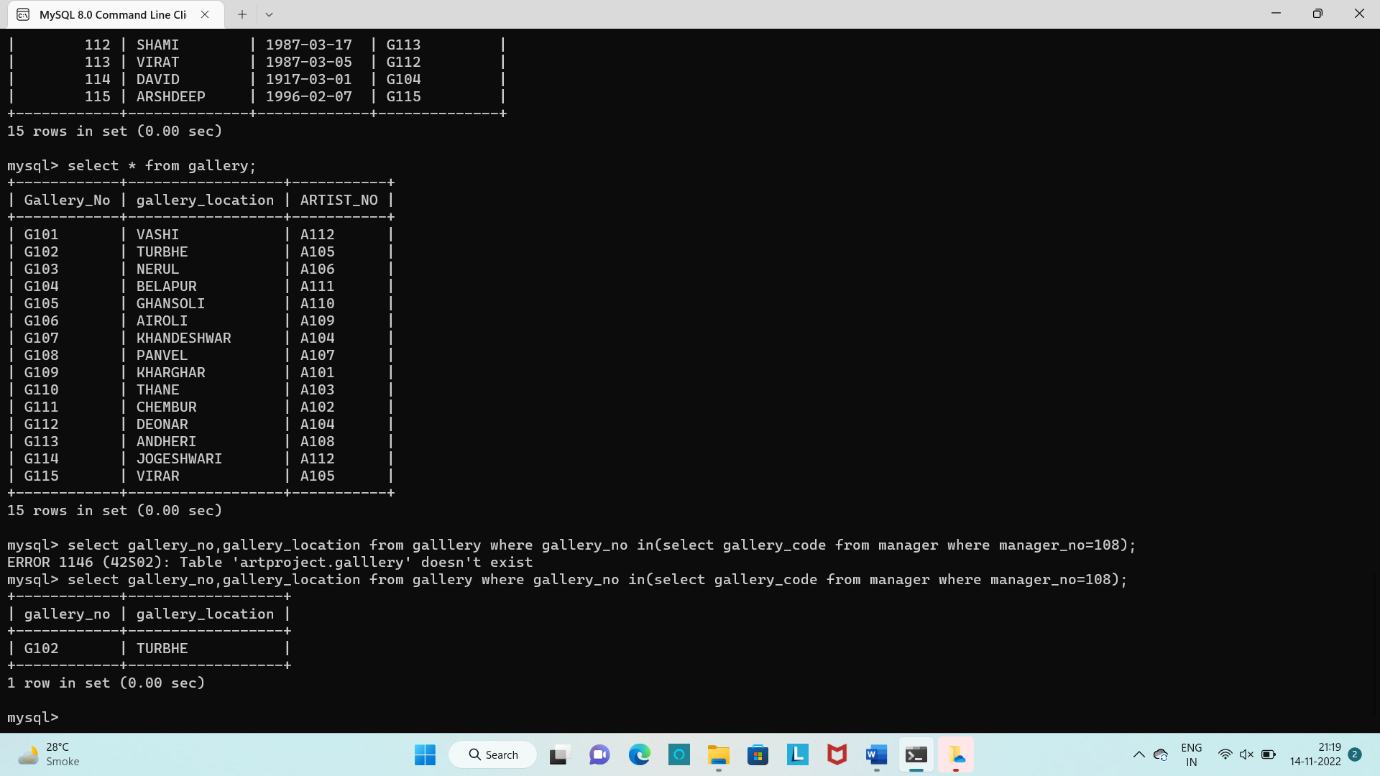 MySQL 8.0 Command Line Cli
|        112 | SHAMI        | 1987-03-17  | G113         |
|        113 | VIRAT        | 1987-03-05  | G112         |
|        114 | DAVID        | 1917-03-01  | G104         |
|        115 | ARSHDEEP     | 1996-02-07  | G115         |
+------------+--------------+-------------+--------------+
15 rows in set (0.00 sec)
mysql> select * from gallery;
+------------+------------------+-----------+
| Gallery_No | gallery_location | ARTIST_NO |
+------------+------------------+-----------+
| G101       | VASHI            | A112      |
| G102       | TURBHE           | A105      |
| G103       | NERUL            | A106      |
| G104       | BELAPUR          | A111      |
| G105       | GHANSOLI         | A110      |
| G106       | AIROLI           | A109      |
| G107       | KHANDESHWAR      | A104      |
| G108       | PANVEL           | A107      |
| G109       | KHARGHAR         | A101      |
| G110       | THANE            | A103      |
| G111       | CHEMBUR          | A102      |
| G112       | DEONAR           | A104      |
| G113       | ANDHERI          | A108      |
| G114       | JOGESHWARI       | A112      |
| G115       | VIRAR            | A105      |
+------------+------------------+-----------+
15 rows in set (0.00 sec)
mysql> select gallery_no,gallery_location from galllery where gallery_no in(select gallery_code from manager where manager_no=108);
ERROR 1146 (42S02): Table 'artproject.galllery' doesn't exist
mysql> select gallery_no,gallery_location from gallery where gallery_no in(select gallery_code from manager where manager_no=108);
+------------+------------------+
| gallery_no | gallery_location |
+------------+------------------+
| G102       | TURBHE           |
+------------+------------------+
1 row in set (0.00 sec)
mysql>
28°C
Smoke
Search
L
W
ENG
IN
21:19
14-11-2022
2